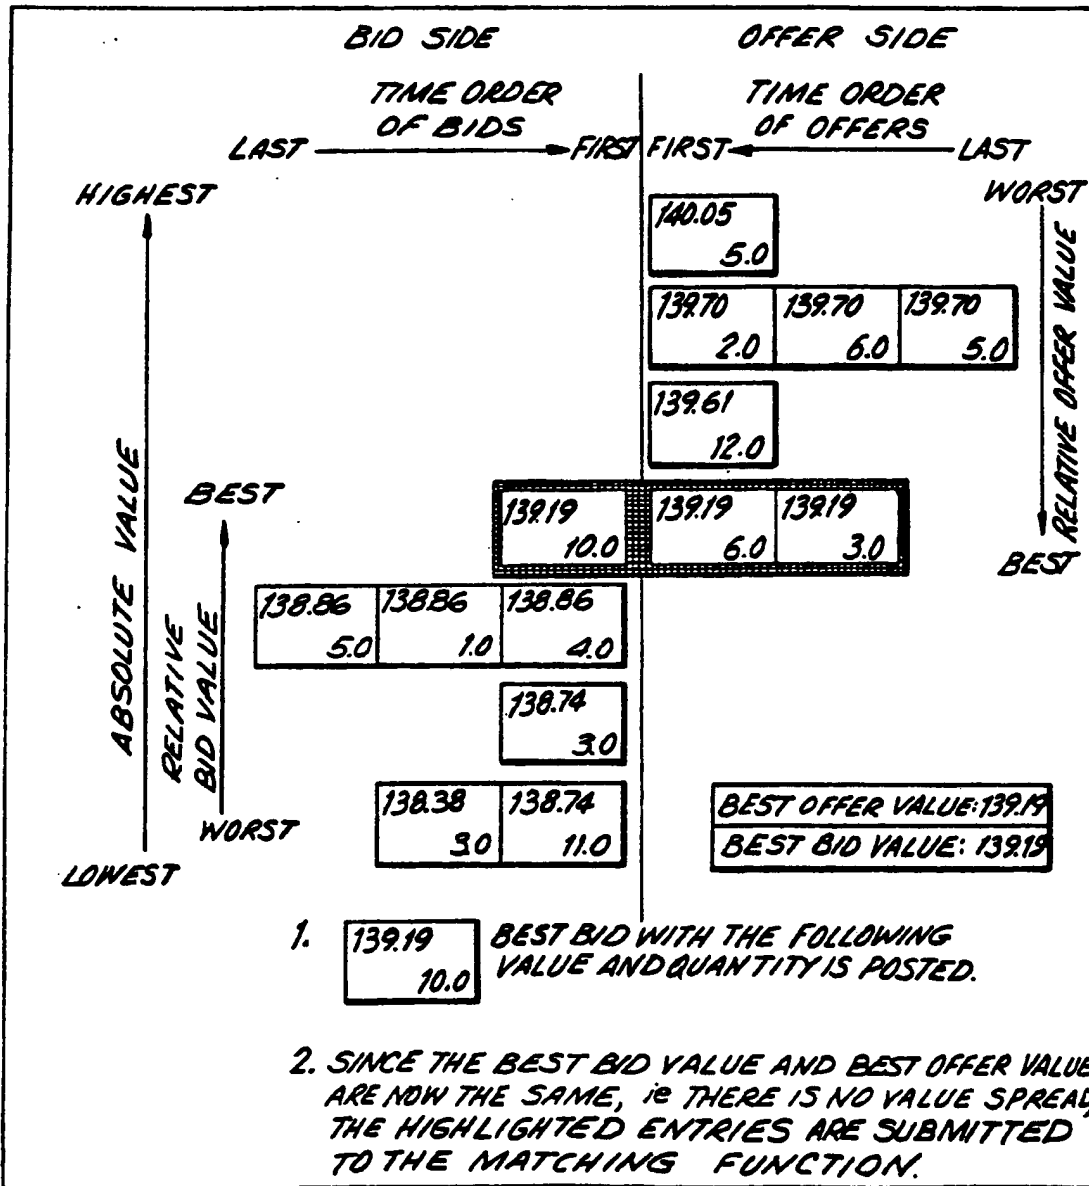 BID SIDE
OFFER SIDE
TIME ORDER
OF BIDS
TIME ORDER
OF OFFERS
LAST
FIRST
FIRST
LAST
HIGHEST
WORST
140.05
5.0
139.70
139.70
139.70
2.0
6.0
5.0
RELATIVE OFFER VALUE
139.61
12.0
ABSOLUTE VALUE
BEST
139.19
139.19
139.19
10.0
6.0
3.0
BEST
138.86
138.86
138.86
5.0
1.0
4.0
RELATIVE
BID VALUE
138.74
3.0
138.38
138.74
3.0
11.0
WORST
LOWEST
BEST OFFER VALUE: 139.19
BEST BID VALUE: 139.19
1.
139.19
10.0
BEST BID WITH THE FOLLOWING
VALUE AND QUANTITY IS POSTED.
2. SINCE THE BEST BID VALUE AND BEST OFFER VALUE
ARE NOW THE SAME, ie THERE IS NO VALUE SPREAD,
THE HIGHLIGHTED ENTRIES ARE SUBMITTED
TO THE MATCHING FUNCTION.